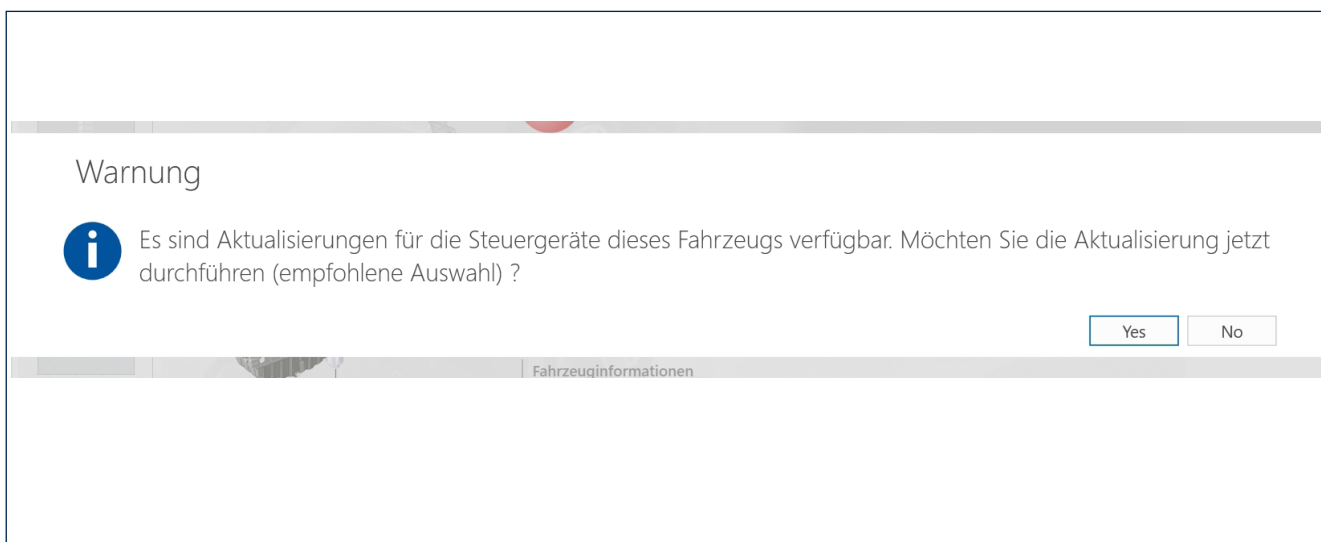 Warnung
Es sind Aktualisierungen für die Steuergeräte dieses Fahrzeugs verfügbar. Möchten Sie die Aktualisierung jetzt
durchführen (empfohlene Auswahl) ?
Yes No
Fahrzeuginformationen